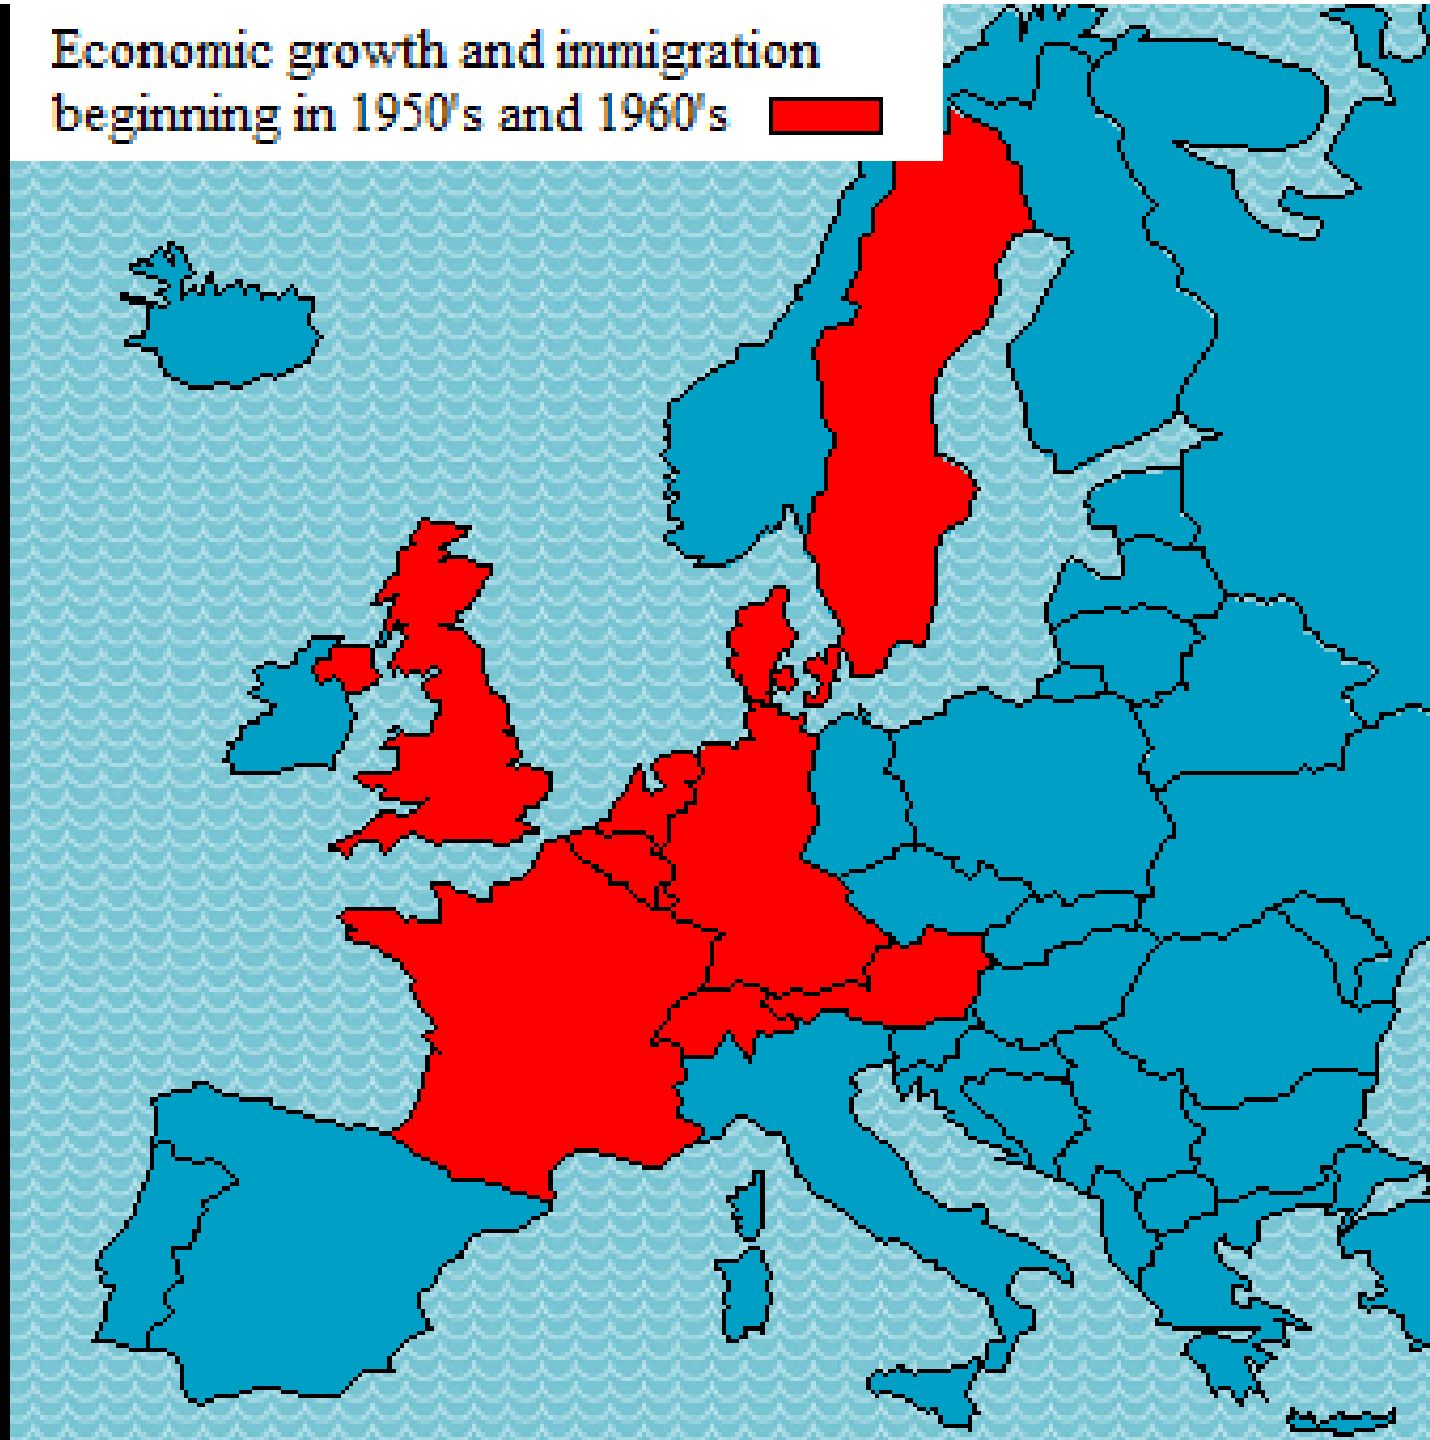 Economic growth and immigration
beginning in 1950's and 1960's